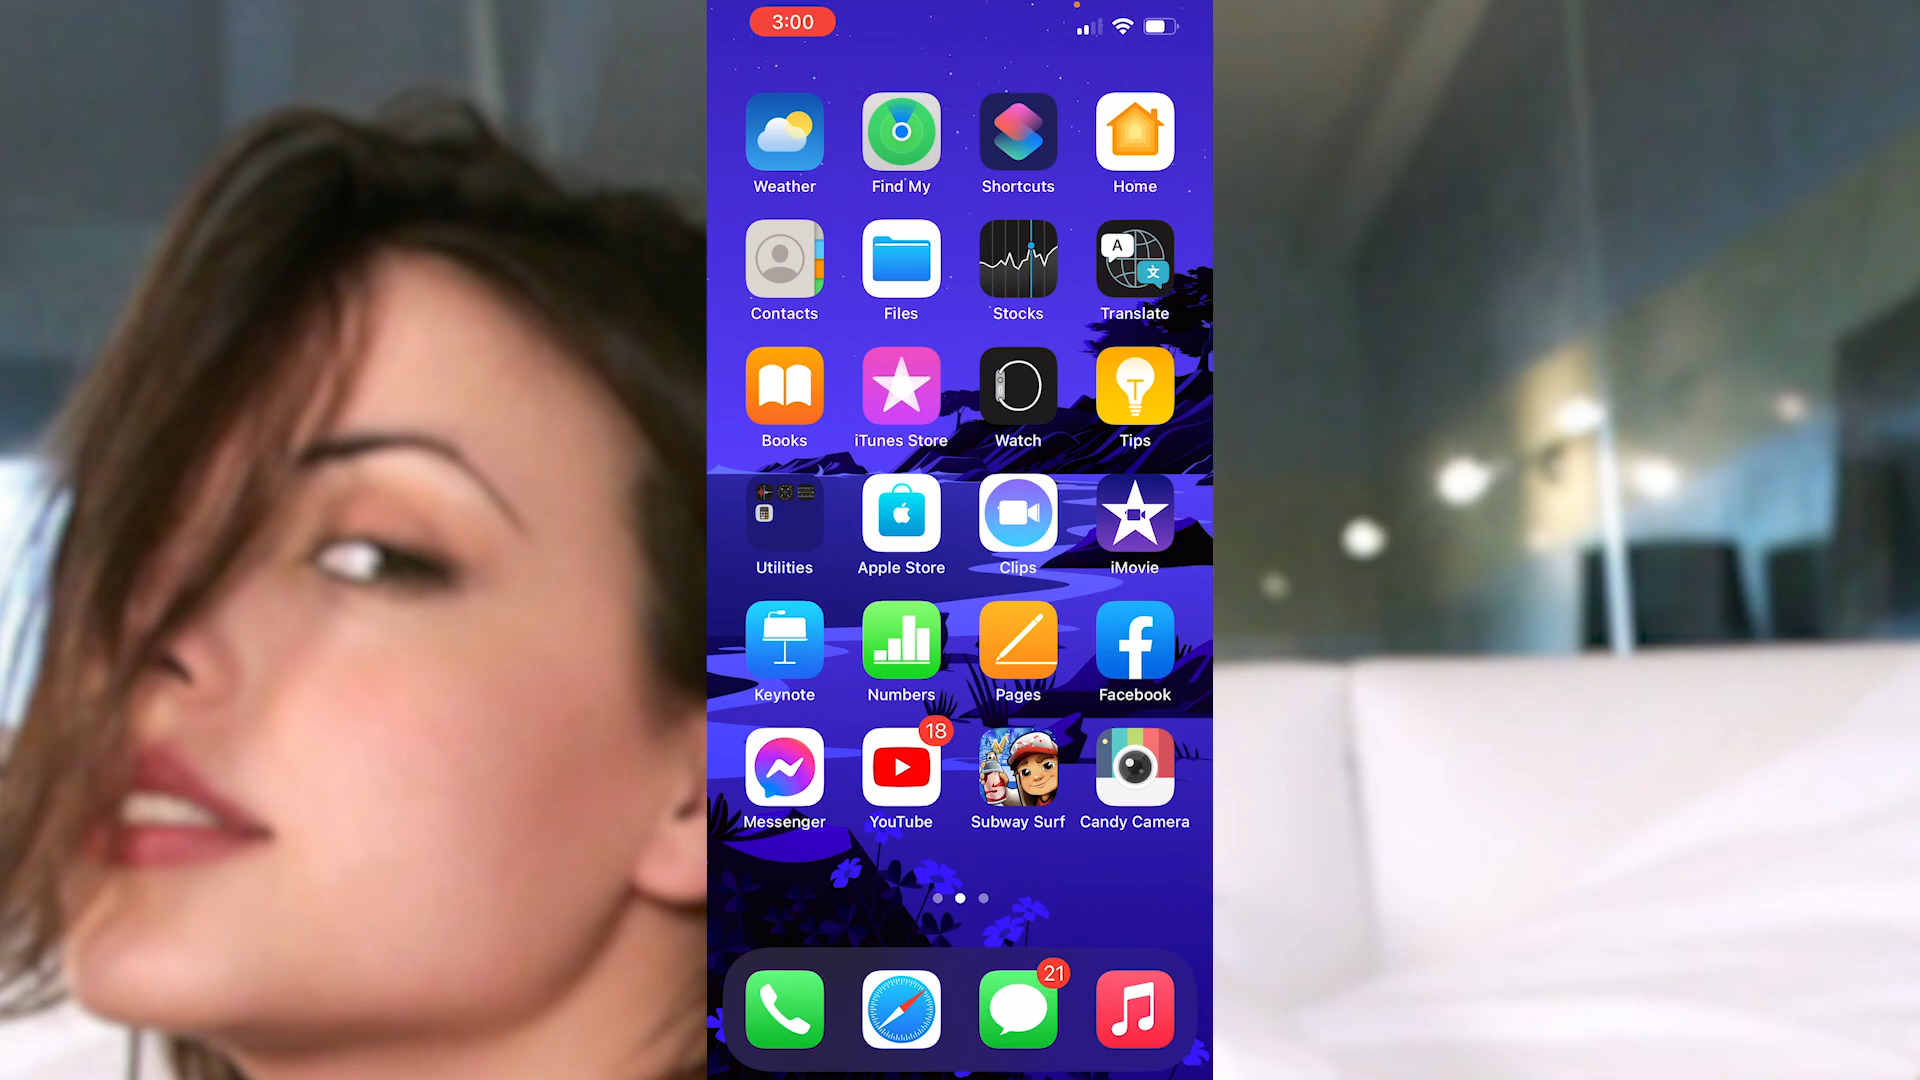 3:00
Weather Find My Shortcuts Home
A 文
Contacts Files Stocks Translate
Books iTunes Store Watch Tips
Utilities Apple Store Clips iMovie
Keynote Numbers Pages Facebook
18
Messenger YouTube Subway Surf Candy Camera
21